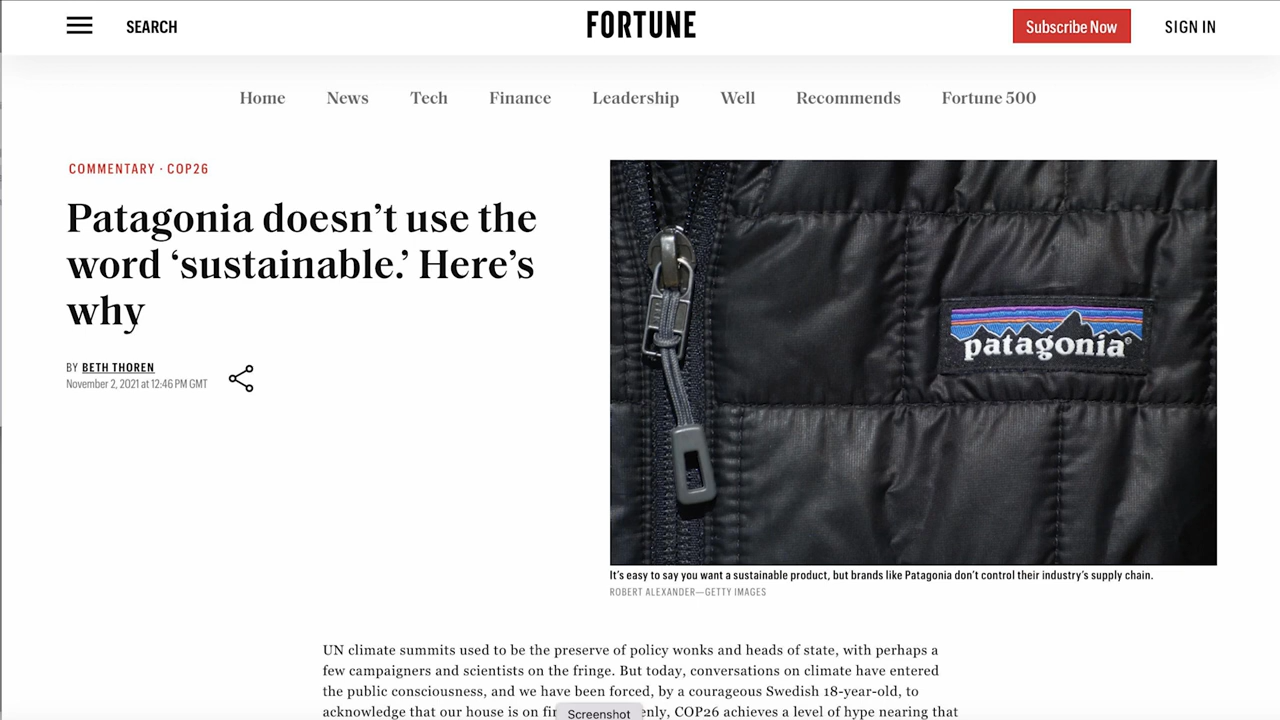 SEARCH
FORTUNE
Subscribe Now
SIGN IN
Home News Tech Finance Leadership Well Recommends Fortune 500
COMMENTARY · COP26
Patagonia doesn’t use the
word ‘sustainable.’ Here’s
why
BY BETH THOREN
November 2, 2021 at 12:46 PM GMT
patagonia®
It’s easy to say you want a sustainable product, but brands like Patagonia don’t control their industry’s supply chain.
ROBERT ALEXANDER—GETTY IMAGES
UN climate summits used to be the preserve of policy wonks and heads of state, with perhaps a
few campaigners and scientists on the fringe. But today, conversations on climate have entered
the public consciousness, and we have been forced, by a courageous Swedish 18-year-old, to
acknowledge that our house is on COP26 achieves a level of hype nearing that
Screenshot